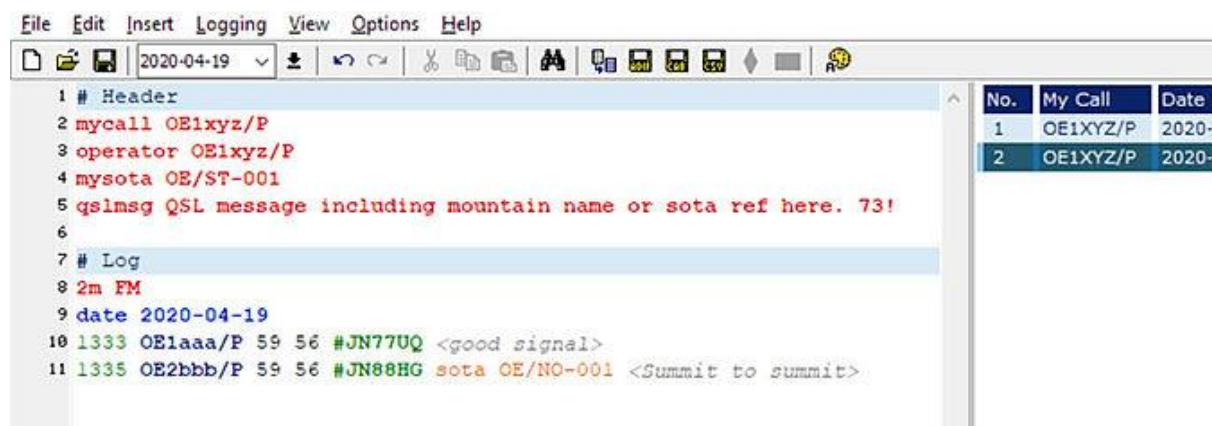 File Edit Insert Logging View Options Help
2020-04-19
No. My Call Date
1 OE1XYZ/P 2020-
2 OE1XYZ/P 2020-
1 # Header
2 mycall OE1xyz/P
3 operator OE1xyz/P
4 mysota OE/ST-001
5 qslmsg QSL message including mountain name or sota ref here. 73!
6
7 # Log
8 2m FM
9 date 2020-04-19
10 1333 OE1aaa/P 59 56 #JN77UQ <good signal>
11 1335 OE2bbb/P 59 56 #JN88HG sota OE/NO-001 <Summit to summit>